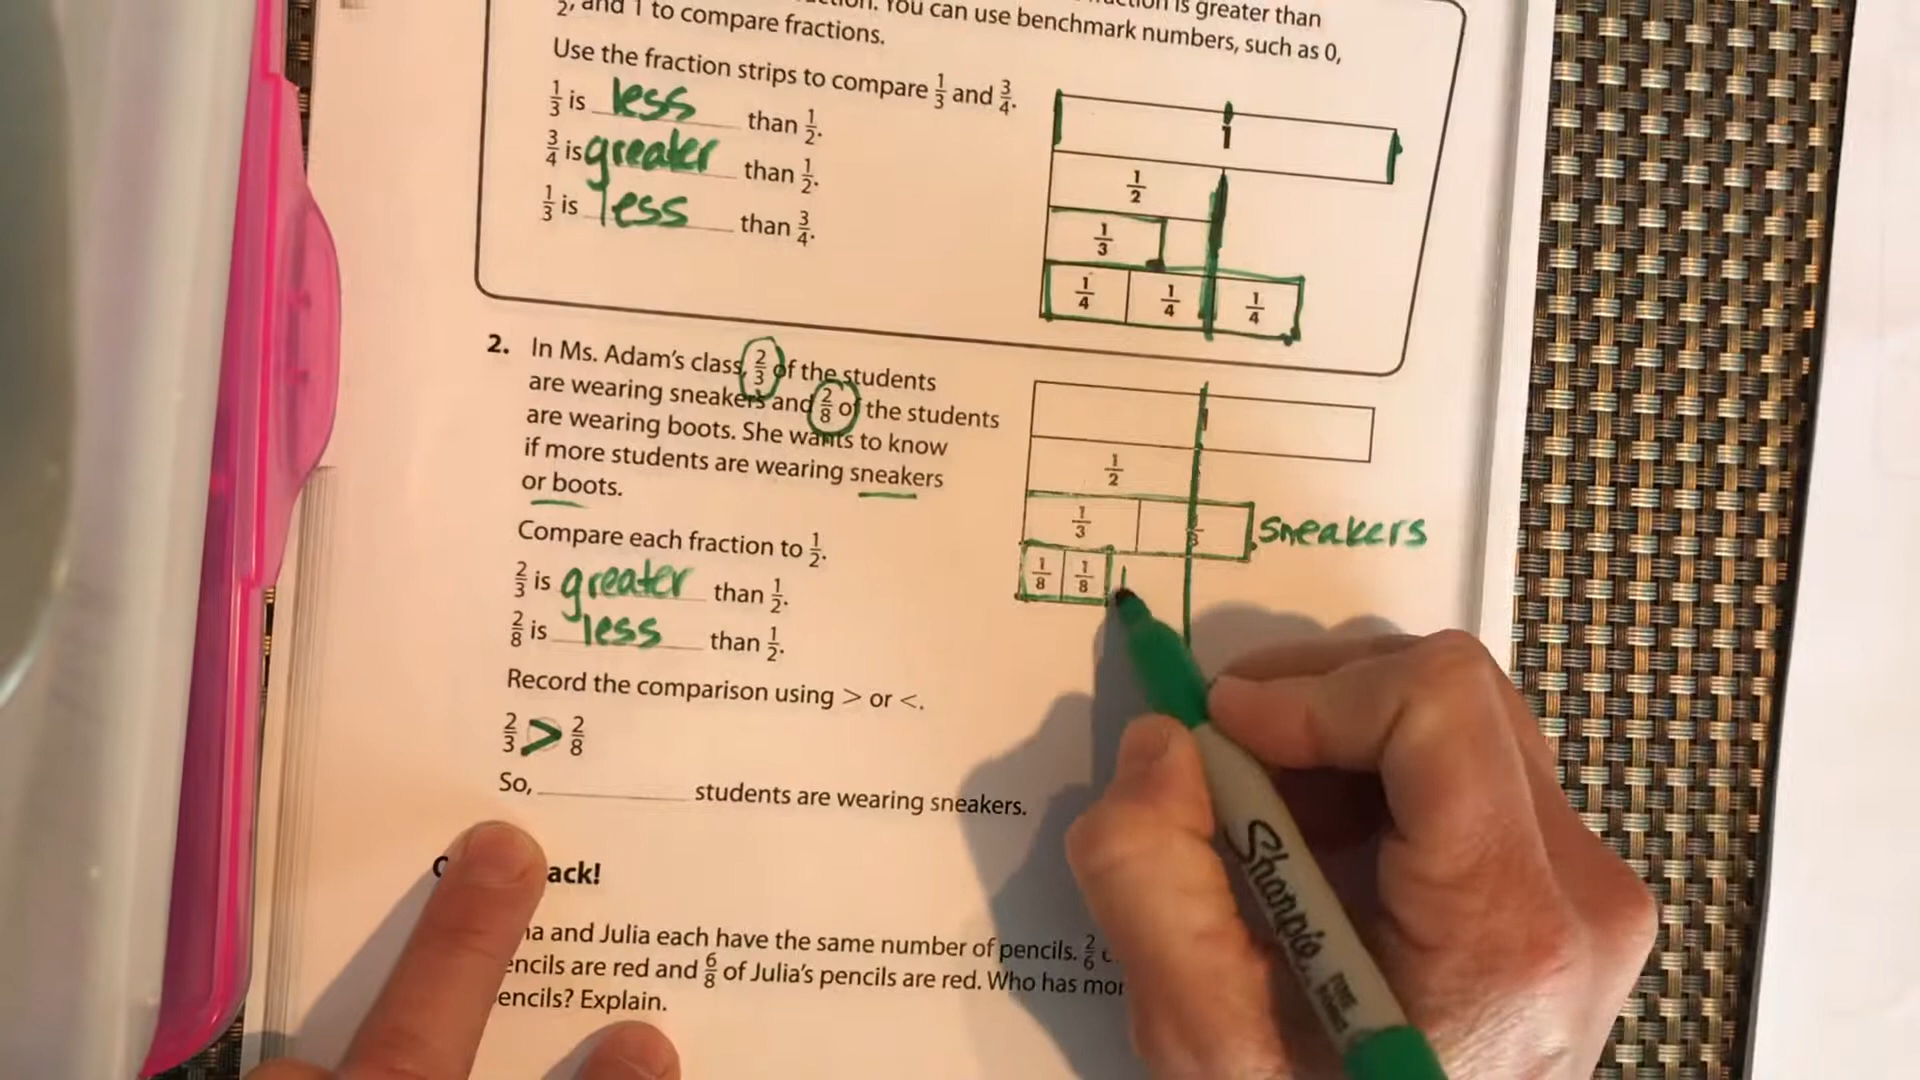 is greater than
2, and 1 to compare fractions. You can use benchmark numbers, such as 0,
Use the fraction strips to compare 1/3 and 3/4.
1/3 is less than 1/2.
3/4 is greater than 1/2.
1/3 is less than 3/4.
1
1/2
1/3
1/4 1/4 1/4
2. In Ms. Adam's class, 2/3 of the students
are wearing sneakers and 2/8 of the students
are wearing boots. She wants to know
if more students are wearing sneakers
or boots.
1
1/2
1/3 1/3 sneakers
1/8 1/8
Compare each fraction to 1/2.
2/3 is greater than 1/2.
2/8 is less than 1/2.
Record the comparison using > or <.
2/3 > 2/8
So, ________ students are wearing sneakers.
ack!
and Julia each have the same number of pencils. 2/6
encils are red and 6/8 of Julia's pencils are red. Who has
encils? Explain.
Sharpie